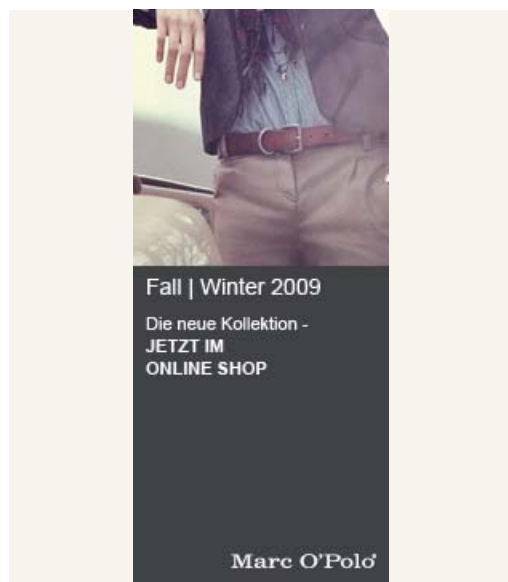 Fall | Winter 2009
Die neue Kollektion -
JETZT IM
ONLINE SHOP
Marc O'Polo